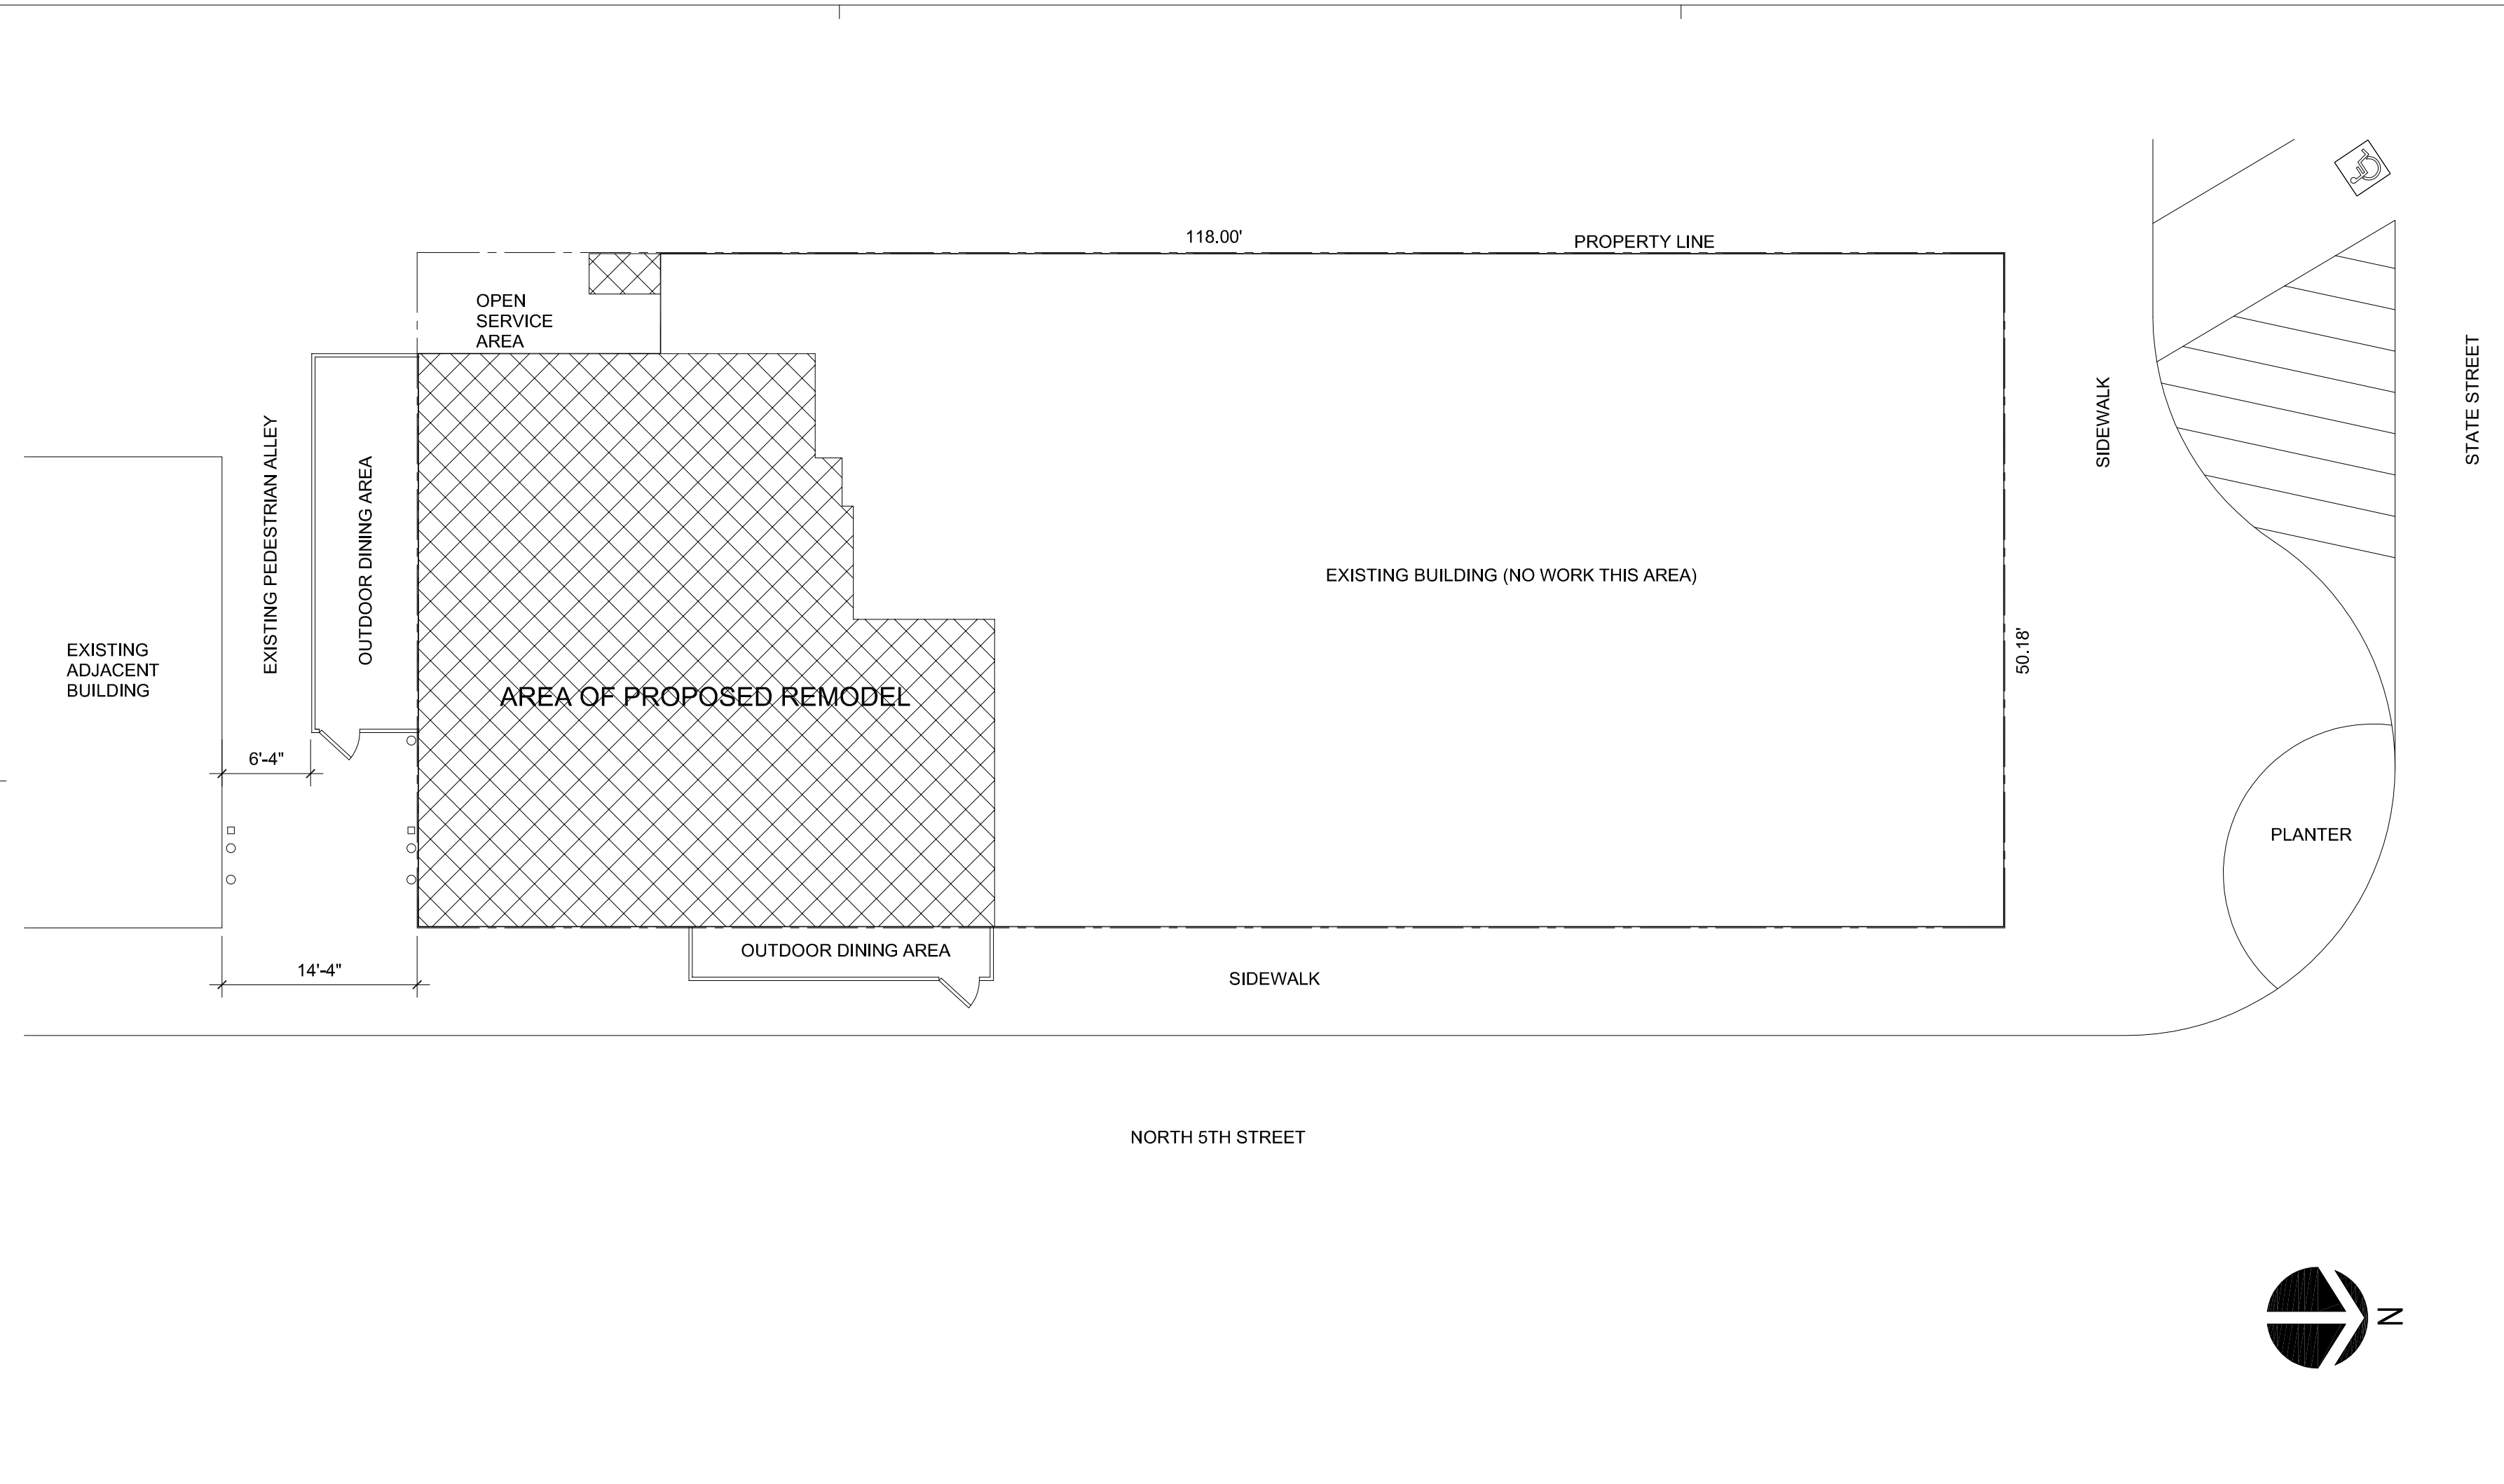 118.00'
PROPERTY LINE
OPEN
SERVICE
AREA
STATE STREET
SIDEWALK
EXISTING PEDESTRIAN ALLEY
OUTDOOR DINING AREA
EXISTING BUILDING (NO WORK THIS AREA)
50.18'
EXISTING
ADJACENT
BUILDING
AREA OF PROPOSED REMODEL
6'-4"
PLANTER
OUTDOOR DINING AREA
14'-4"
SIDEWALK
NORTH 5TH STREET
N